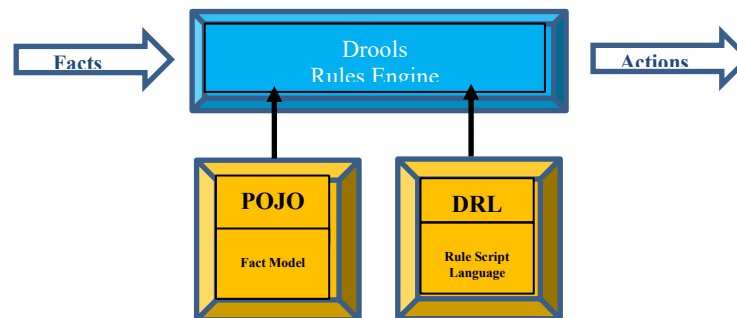 Facts
Drools
Rules Engine
Actions
POJO
Fact Model
DRL
Rule Script
Language